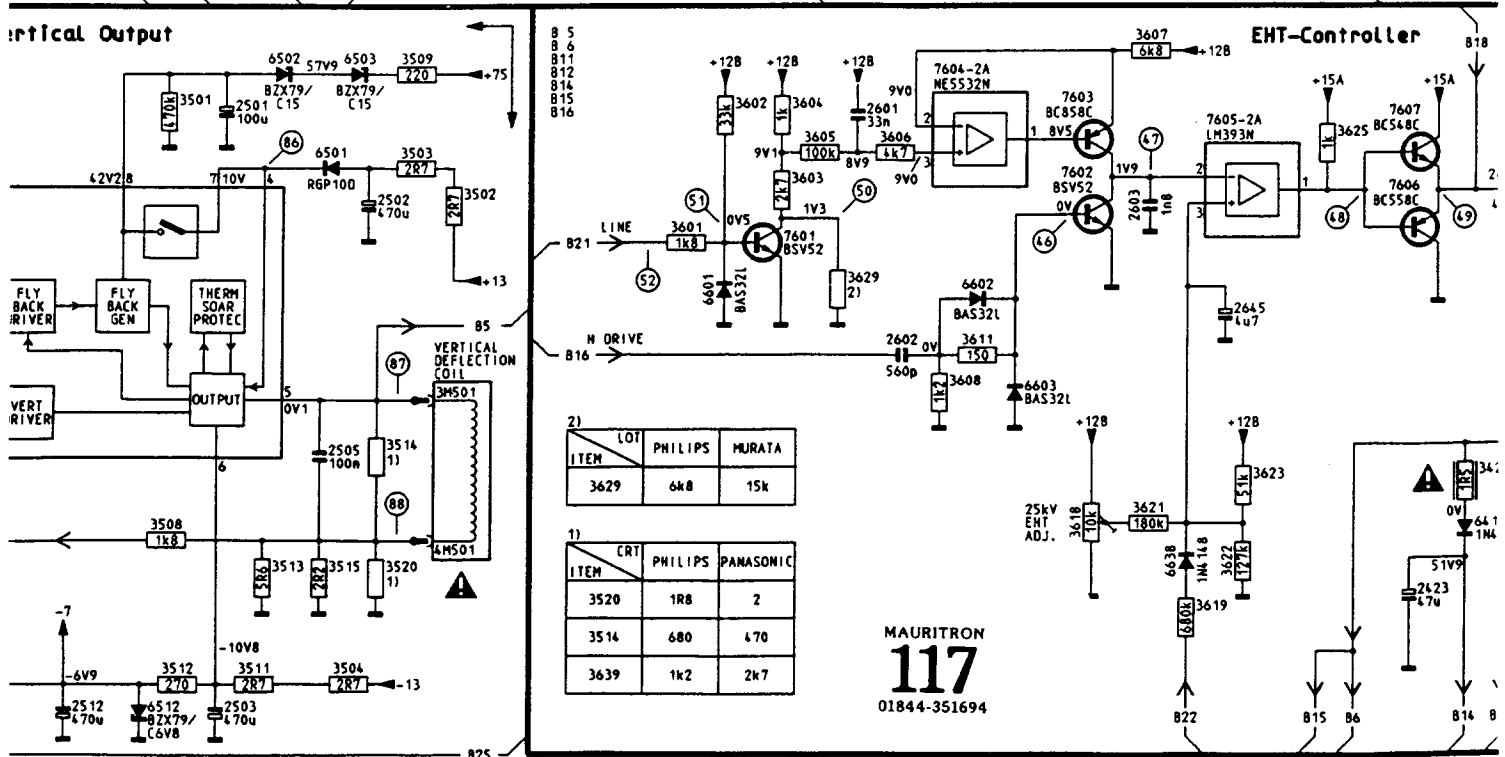 ertical Output
6502
57V9
6503
3509
220
+75
BZX79/
C15
BZX79/
C15
470k
3501
2501
100u
86
6501
RGP10D
3503
2R7
2502
470u
2R7
3502
+13
42V2
8
7
10V
4
FLY
BACK
RIVER
FLY
BACK
GEN
THERM
SOAR
PROTEC
VERT
RIVER
OUTPUT
5
0V1
6
B5
87
VERTICAL
DEFLECTION
COIL
3M501
2505
100n
3514
1)
88
4M501
3508
1k8
5R6
3513
2R2
3515
3520
1)
-7
-10V8
-6V9
3512
270
3511
2R7
3504
2R7
-13
2512
470u
6512
BZX79/
C6V8
2503
470u
B25
B 5
B 6
B11
B12
B14
B15
B16
EHT-Controller
+12B
33k
3602
+12B
1k
3604
+12B
2601
33n
9V1
3605
100k
8V9
3606
4k7
9V0
9V0
2k7
3603
1V3
50
51
0V5
7601
BSV52
B21
LINE
3601
1k8
52
6601
BAS32L
3629
2)
7604-2A
NE5532N
2
3
1
3607
6k8
+12B
7603
BC858C
8V5
7602
BSV52
0V
46
1V9
47
2603
1n8
7605-2A
LM393N
2
3
1
+15A
1k
3625
+15A
7607
BC548C
7606
BC558C
48
49
B18
B16
H DRIVE
2602
560p
0V
6602
BAS32L
3611
150
1k2
3608
6603
BAS32L
2645
4u7
2)
LOT
ITEM
PHILIPS
MURATA
3629
6k8
15k
1)
CRT
ITEM
PHILIPS
PANASONIC
3520
1R8
2
3514
680
470
3639
1k2
2k7
+12B
25kV
EHT
ADJ.
3618
10k
3621
180k
+12B
51k
3623
6638
1N4148
3622
127k
680k
3619
B22
MAURITRON
117
01844-351694
342
1R5
0V
641
1N4
51V9
2423
47u
B15
B6
B14